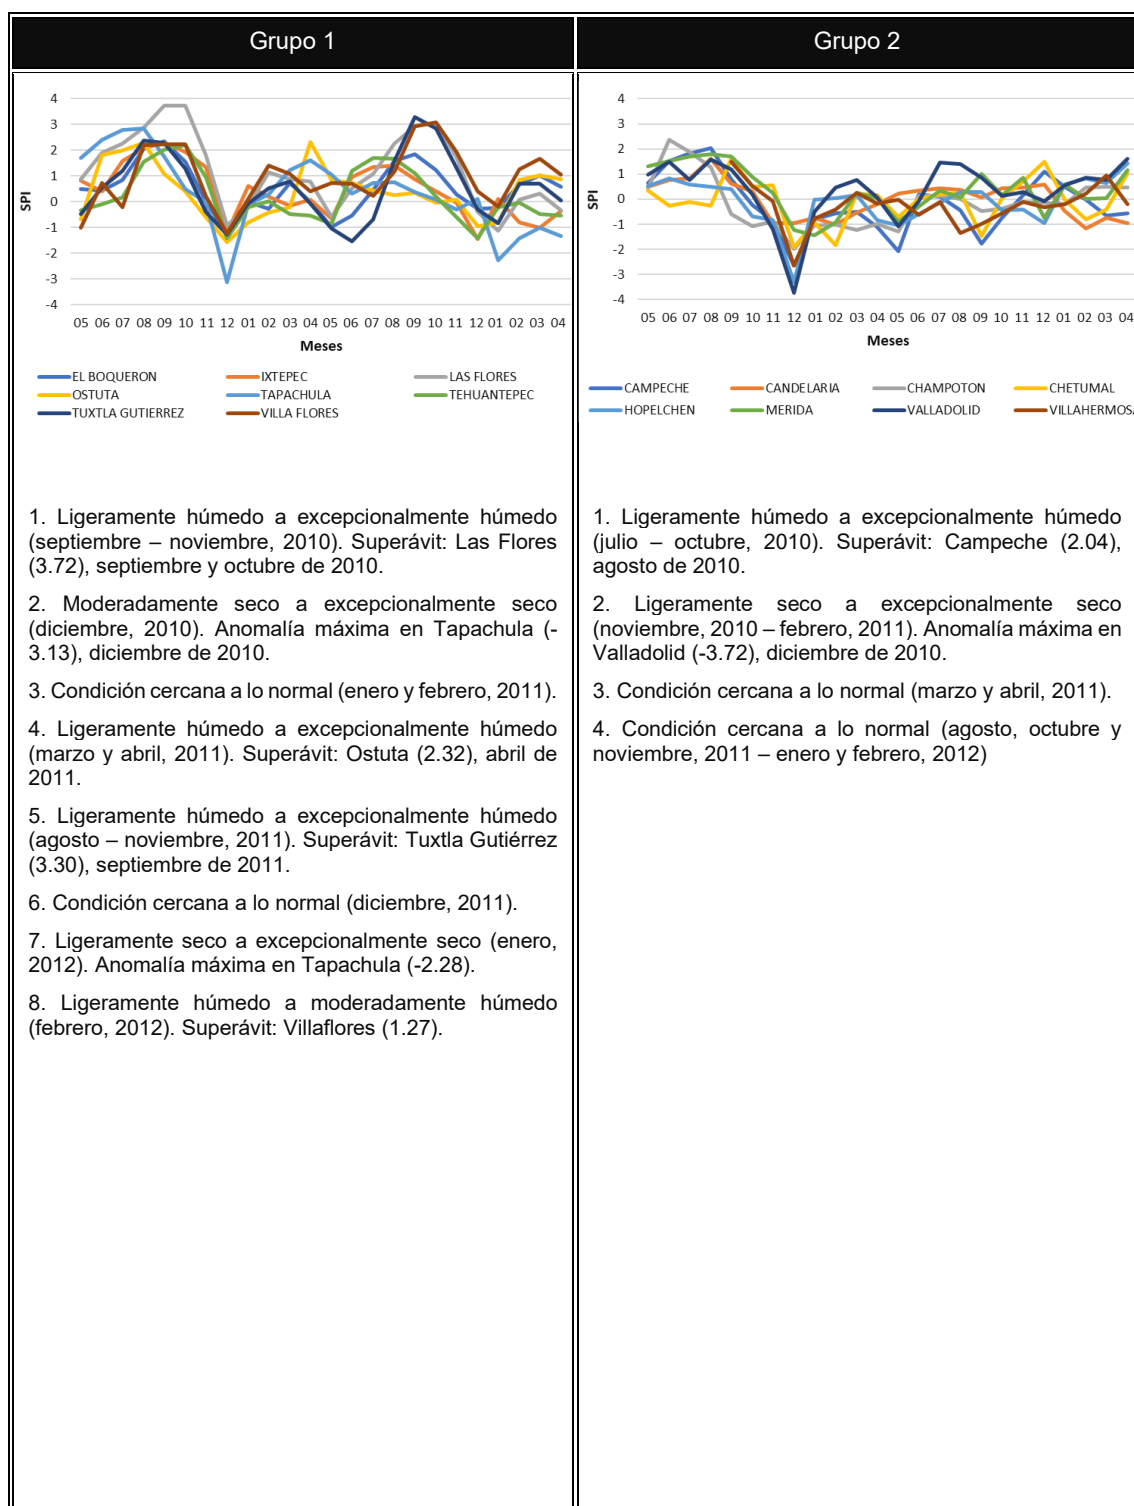 Grupo 1
4
3
2
1
0
-1
-2
-3
-4
SPI
05 06 07 08 09 10 11 12 01 02 03 04 05 06 07 08 09 10 11 12 01 02 03 04
Meses
EL BOQUERON IXTEPEC LAS FLORES
OSTUTA TAPACHULA TEHUANTEPEC
TUXTLA GUTIERREZ VILLA FLORES
1. Ligeramente húmedo a excepcionalmente húmedo
(septiembre – noviembre, 2010). Superávit: Las Flores
(3.72), septiembre y octubre de 2010.
2. Moderadamente seco a excepcionalmente seco
(diciembre, 2010). Anomalía máxima en Tapachula (-
3.13), diciembre de 2010.
3. Condición cercana a lo normal (enero y febrero, 2011).
4. Ligeramente húmedo a excepcionalmente húmedo
(marzo y abril, 2011). Superávit: Ostuta (2.32), abril de
2011.
5. Ligeramente húmedo a excepcionalmente húmedo
(agosto – noviembre, 2011). Superávit: Tuxtla Gutiérrez
(3.30), septiembre de 2011.
6. Condición cercana a lo normal (diciembre, 2011).
7. Ligeramente seco a excepcionalmente seco (enero,
2012). Anomalía máxima en Tapachula (-2.28).
8. Ligeramente húmedo a moderadamente húmedo
(febrero, 2012). Superávit: Villaflores (1.27).
Grupo 2
4
3
2
1
0
-1
-2
-3
-4
SPI
05 06 07 08 09 10 11 12 01 02 03 04 05 06 07 08 09 10 11 12 01 02 03 04
Meses
CAMPECHE CANDELARIA CHAMPOTON CHETUMAL
HOPELCHEN MERIDA VALLADOLID VILLAHERMOSA
1. Ligeramente húmedo a excepcionalmente húmedo
(julio – octubre, 2010). Superávit: Campeche (2.04),
agosto de 2010.
2. Ligeramente seco a excepcionalmente seco
(noviembre, 2010 – febrero, 2011). Anomalía máxima en
Valladolid (-3.72), diciembre de 2010.
3. Condición cercana a lo normal (marzo y abril, 2011).
4. Condición cercana a lo normal (agosto, octubre y
noviembre, 2011 – enero y febrero, 2012)